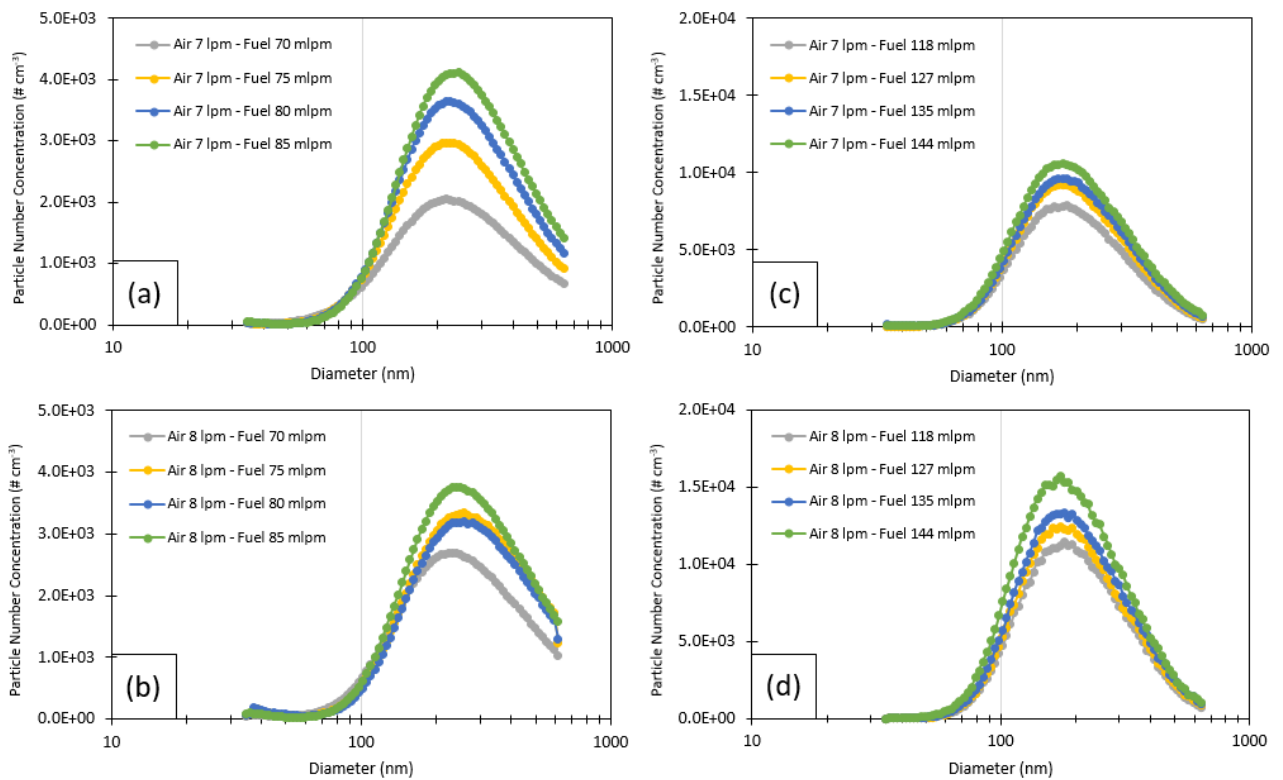 Particle Number Concentration (# cm-3)
5.0E+03
4.0E+03
3.0E+03
2.0E+03
1.0E+03
0.0E+00
Air 7 lpm - Fuel 70 mlpm
Air 7 lpm - Fuel 75 mlpm
Air 7 lpm - Fuel 80 mlpm
Air 7 lpm - Fuel 85 mlpm
(a)
10 100 1000
Diameter (nm)
Particle Number Concentration (# cm-3)
2.0E+04
1.5E+04
1.0E+04
5.0E+03
0.0E+00
Air 7 lpm - Fuel 118 mlpm
Air 7 lpm - Fuel 127 mlpm
Air 7 lpm - Fuel 135 mlpm
Air 7 lpm - Fuel 144 mlpm
(c)
10 100 1000
Diameter (nm)
Particle Number Concentration (# cm-3)
5.0E+03
4.0E+03
3.0E+03
2.0E+03
1.0E+03
0.0E+00
Air 8 lpm - Fuel 70 mlpm
Air 8 lpm - Fuel 75 mlpm
Air 8 lpm - Fuel 80 mlpm
Air 8 lpm - Fuel 85 mlpm
(b)
10 100 1000
Diameter (nm)
Particle Number Concentration (# cm-3)
2.0E+04
1.5E+04
1.0E+04
5.0E+03
0.0E+00
Air 8 lpm - Fuel 118 mlpm
Air 8 lpm - Fuel 127 mlpm
Air 8 lpm - Fuel 135 mlpm
Air 8 lpm - Fuel 144 mlpm
(d)
10 100 1000
Diameter (nm)